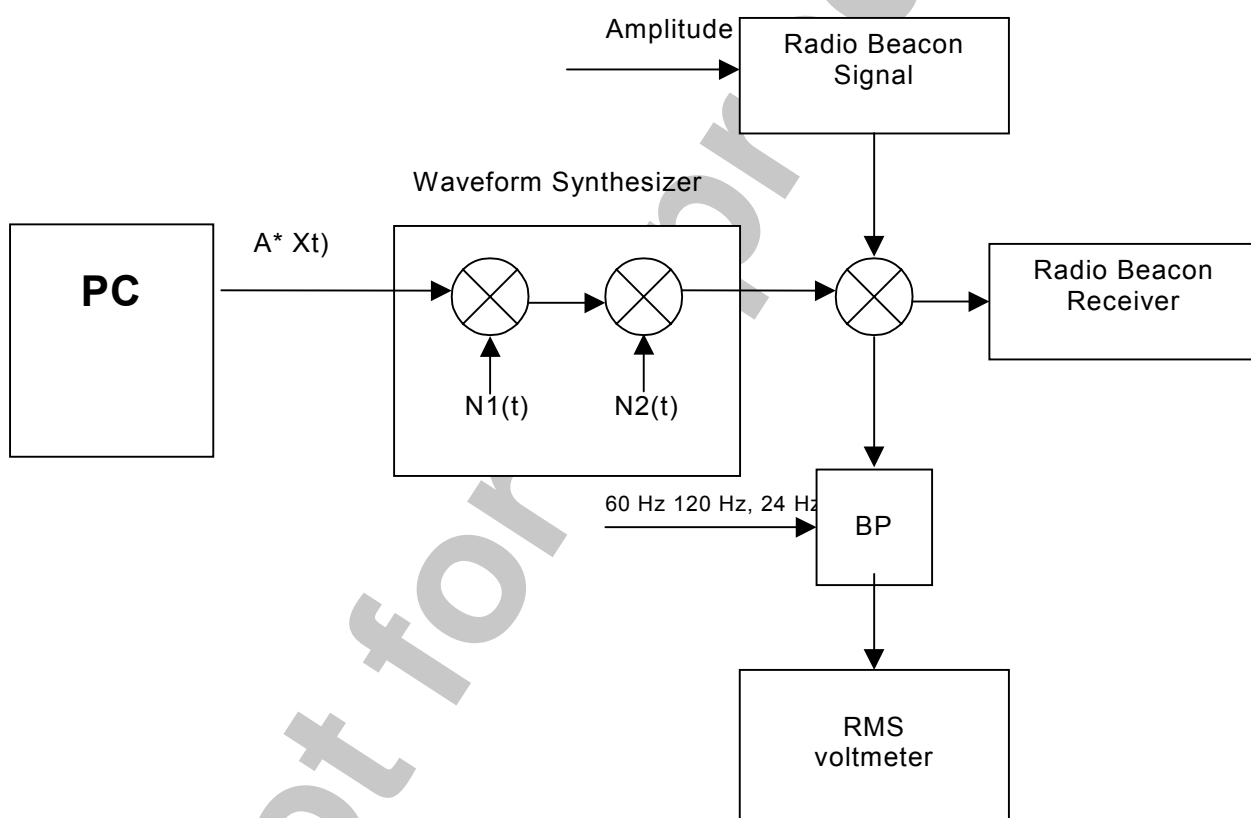 Amplitude
Radio Beacon
Signal
Waveform Synthesizer
PC
A* Xt)
Radio Beacon
Receiver
N1(t)
N2(t)
60 Hz 120 Hz, 24 Hz
BP
RMS
voltmeter